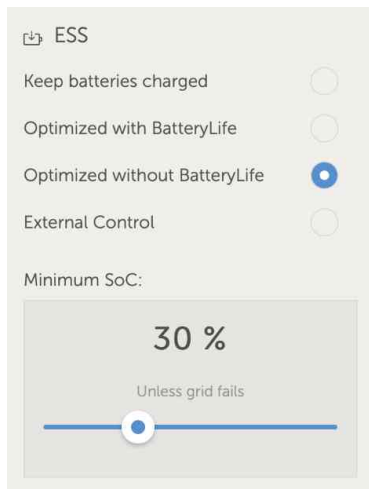 ESS
Keep batteries charged
Optimized with BatteryLife
Optimized without BatteryLife
External Control
Minimum SoC:
30 %
Unless grid fails